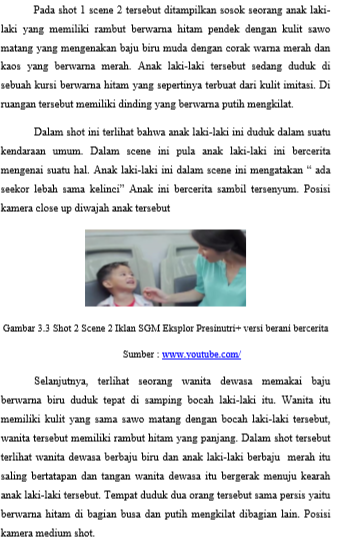 Pada shot 1 scene 2 tersebut ditampilkan sosok seorang anak laki-
laki yang memiliki rambut berwarna hitam pendek dengan kulit sawo
matang yang mengenakan baju biru muda dengan corak warna merah dan
kaos yang berwarna merah. Anak laki-laki tersebut sedang duduk di
sebuah kursi berwarna hitam yang sepertinya terbuat dari kulit imitasi. Di
ruangan tersebut memiliki dinding yang berwarna putih mengkilat.
Dalam shot ini terlihat bahwa anak laki-laki ini duduk dalam suatu
kendaraan umum. Dalam scene ini pula anak laki-laki ini bercerita
mengenai suatu hal. Anak laki-laki ini dalam scene ini mengatakan “ ada
seekor lebah sama kelinci” Anak ini bercerita sambil tersenyum. Posisi
kamera close up diwajah anak tersebut
Gambar 3.3 Shot 2 Scene 2 Iklan SGM Eksplor Presinutri+ versi berani bercerita
Sumber : www.youtube.com/
Selanjutnya, terlihat seorang wanita dewasa memakai baju
berwarna biru duduk tepat di samping bocah laki-laki itu. Wanita itu
memiliki kulit yang sama sawo matang dengan bocah laki-laki tersebut,
wanita tersebut memiliki rambut hitam yang panjang. Dalam shot tersebut
terlihat wanita dewasa berbaju biru dan anak laki-laki berbaju  merah itu
saling bertatapan dan tangan wanita dewasa itu bergerak menuju kearah
anak laki-laki tersebut. Tempat duduk dua orang tersebut sama persis yaitu
berwarna hitam di bagian busa dan putih mengkilat dibagian lain. Posisi
kamera medium shot.